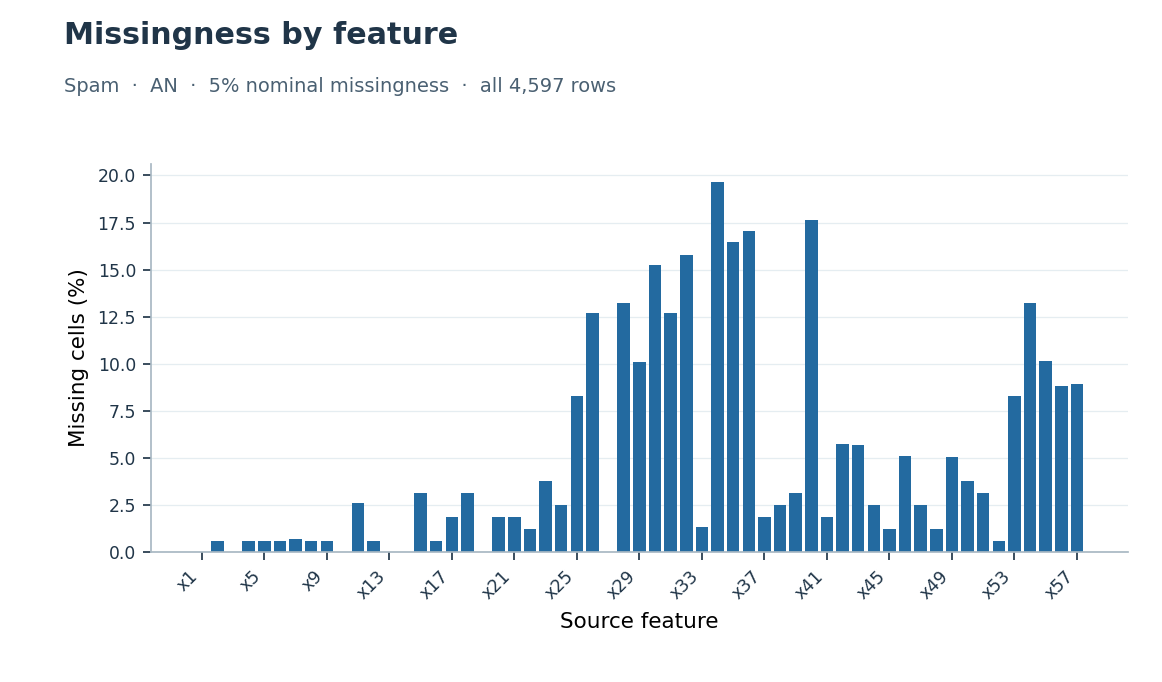 Missingness by feature
Spam · AN · 5% nominal missingness · all 4,597 rows
20.0
17.5
15.0
12.5
10.0
7.5
5.0
2.5
0.0
Missing cells (%)
x1 x5 x9 x13 x17 x21 x25 x29 x33 x37 x41 x45 x49 x53 x57
Source feature